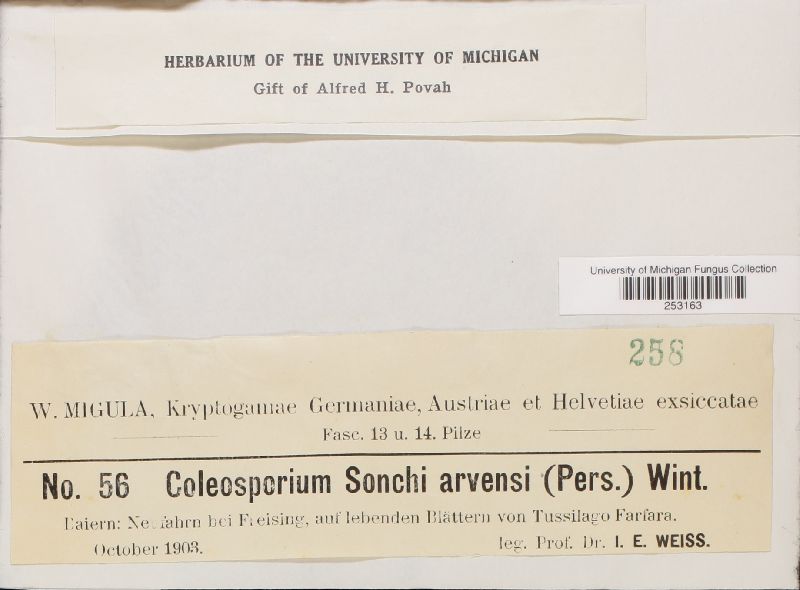 HERBARIUM OF THE UNIVERSITY OF MICHIGAN
Gift of Alfred H. Povah
University of Michigan Fungus Collection
253163
258
W. MIGULA, Kryptogamae Germaniae, Austriae et Helvetiae exsiccatae
Fasc. 13 u. 14. Pilze
No. 56 Coleosporium Sonchi arvensi (Pers.) Wint.
Baiern: Neufahrn bei Freising, auf lebenden Blättern von Tussilago Farfara.
October 1903. leg. Prof. Dr. I. E. WEISS.